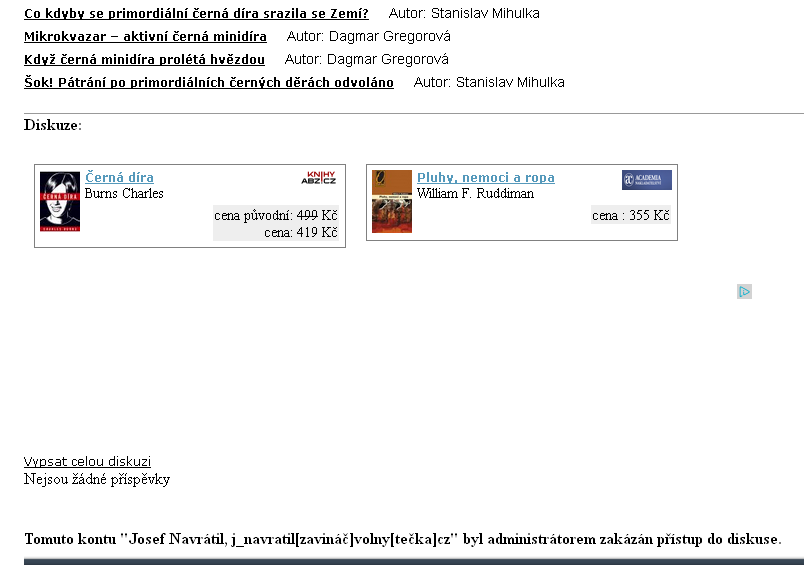 Co kdyby se primordiální černá díra srazila se Zemí? Autor: Stanislav Mihulka
Mikrokvazar – aktivní černá minidíra Autor: Dagmar Gregorová
Když černá minidíra prolétá hvězdou Autor: Dagmar Gregorová
Šok! Pátrání po primordiálních černých děrách odvoláno Autor: Stanislav Mihulka
Diskuze:
ČERNÁ DÍRA
Černá díra
Burns Charles
KNIHY
ABZ|CZ
cena původní: 499 Kč
cena: 419 Kč
Pluhy, nemoci a ropa
William F. Ruddiman
ACADEMIA
cena : 355 Kč
Vypsat celou diskuzi
Nejsou žádné příspěvky
Tomuto kontu "Josef Navrátil, j_navratil[zavináč]volny[tečka]cz" byl administrátorem zakázán přístup do diskuse.